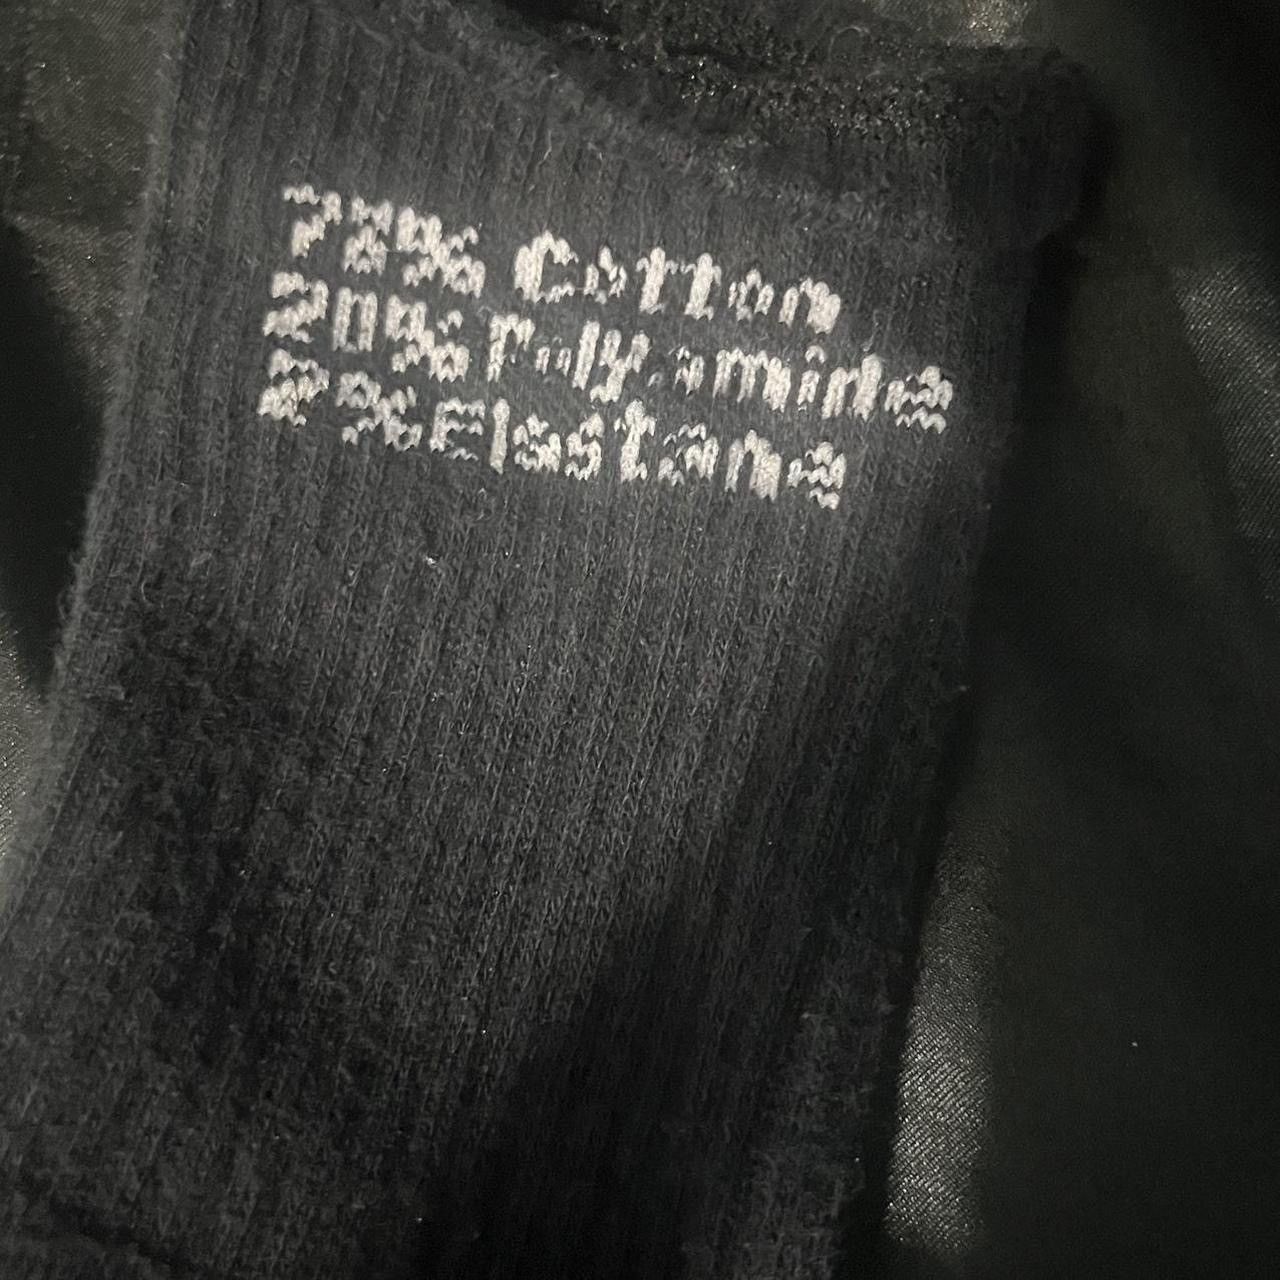 78% Cotton
20% Polyamide
2%Elastane